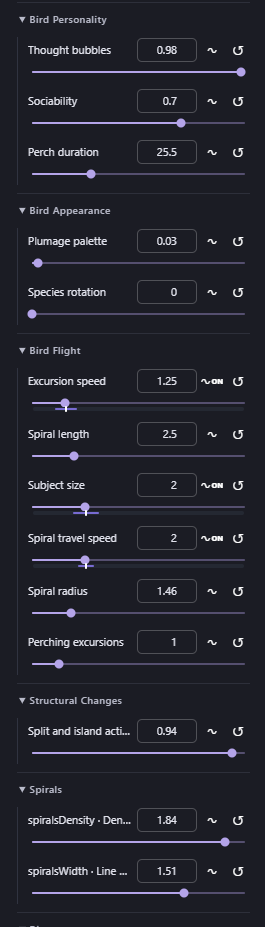 ▼ Bird Personality
Thought bubbles 0.98
Sociability 0.7
Perch duration 25.5
▼ Bird Appearance
Plumage palette 0.03
Species rotation 0
▼ Bird Flight
Excursion speed 1.25 ON
Spiral length 2.5
Subject size 2 ON
Spiral travel speed 2 ON
Spiral radius 1.46
Perching excursions 1
▼ Structural Changes
Split and island acti... 0.94
▼ Spirals
spiralsDensity · Den... 1.84
spiralsWidth · Line ... 1.51